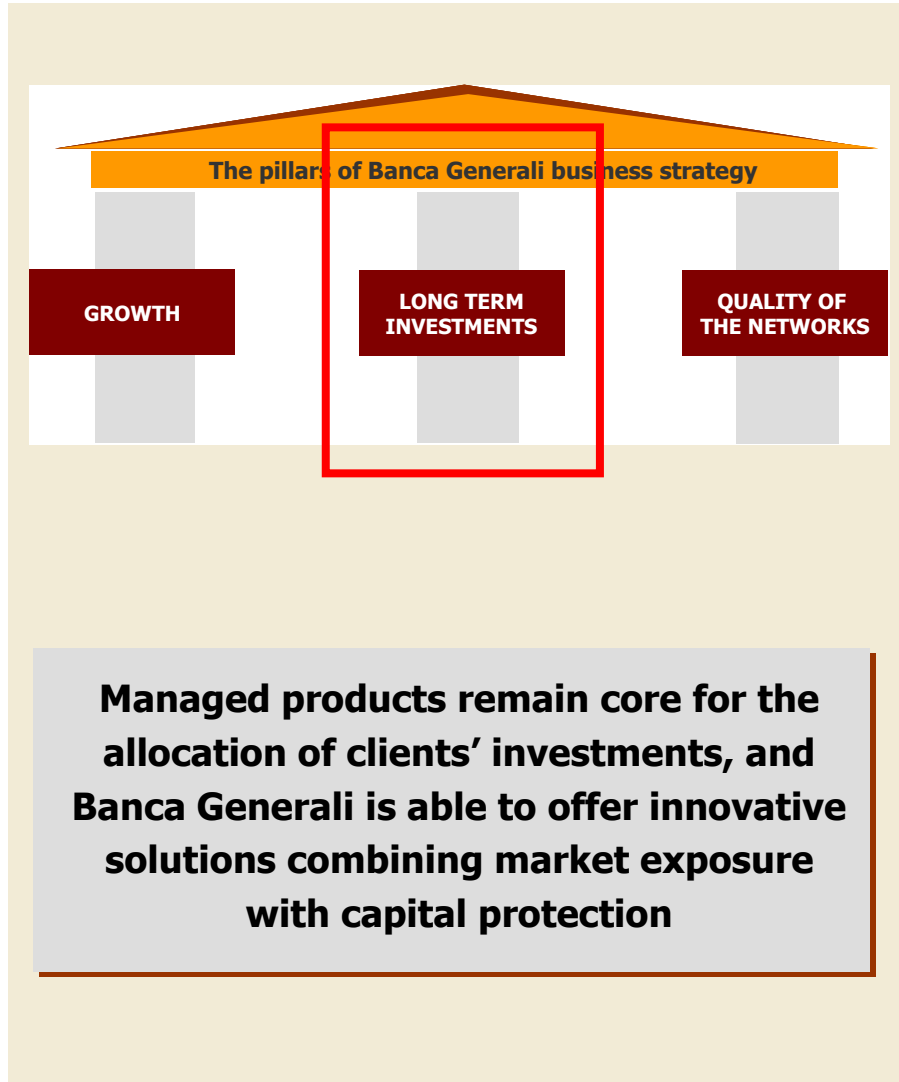 The pillars of Banca Generali business strategy
GROWTH
LONG TERM
INVESTMENTS
QUALITY OF
THE NETWORKS
Managed products remain core for the
allocation of clients’ investments, and
Banca Generali is able to offer innovative
solutions combining market exposure
with capital protection